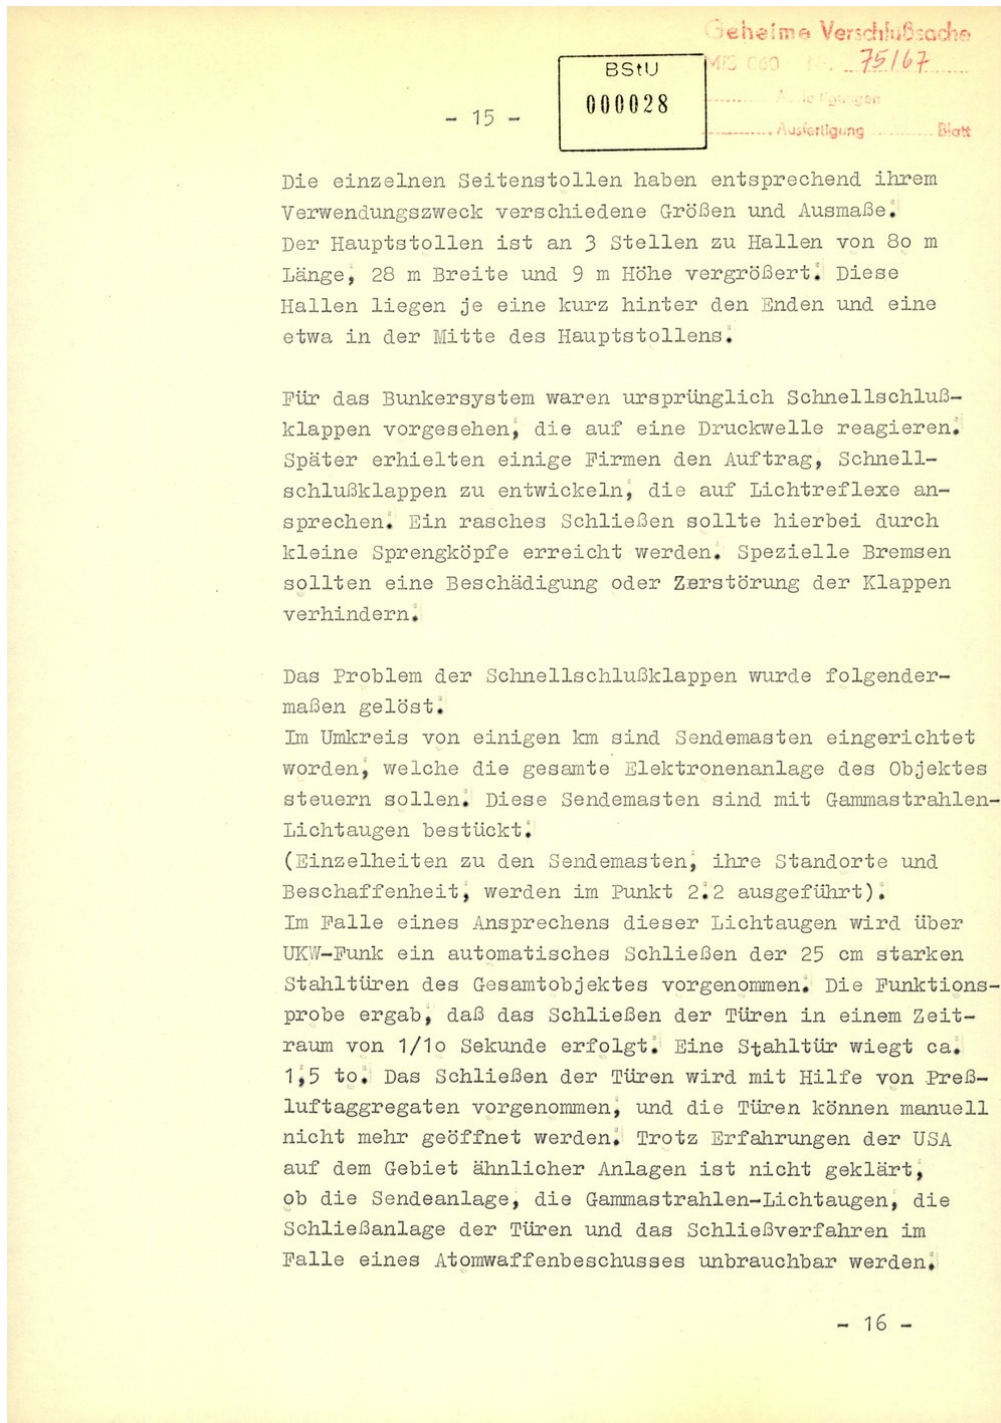 Geheime Verschlußsache
BStU
75/67
000028
- 15 -
Ausfertigung Blatt
Die einzelnen Seitenstollen haben entsprechend ihrem
Verwendungszweck verschiedene Größen und Ausmaße.
Der Hauptstollen ist an 3 Stellen zu Hallen von 8o m
Länge, 28 m Breite und 9 m Höhe vergrößert. Diese
Hallen liegen je eine kurz hinter den Enden und eine
etwa in der Mitte des Hauptstollens.
Für das Bunkersystem waren ursprünglich Schnellschluß-
klappen vorgesehen, die auf eine Druckwelle reagieren.
Später erhielten einige Firmen den Auftrag, Schnell-
schlußklappen zu entwickeln, die auf Lichtreflexe an-
sprechen. Ein rasches Schließen sollte hierbei durch
kleine Sprengköpfe erreicht werden. Spezielle Bremsen
sollten eine Beschädigung oder Zerstörung der Klappen
verhindern.
Das Problem der Schnellschlußklappen wurde folgender-
maßen gelöst.
Im Umkreis von einigen km sind Sendemasten eingerichtet
worden, welche die gesamte Elektronenanlage des Objektes
steuern sollen. Diese Sendemasten sind mit Gammastrahlen-
Lichtaugen bestückt.
(Einzelheiten zu den Sendemasten, ihre Standorte und
Beschaffenheit, werden im Punkt 2.2 ausgeführt).
Im Falle eines Ansprechens dieser Lichtaugen wird über
UKW-Funk ein automatisches Schließen der 25 cm starken
Stahltüren des Gesamtobjektes vorgenommen. Die Funktions-
probe ergab, daß das Schließen der Türen in einem Zeit-
raum von 1/1o Sekunde erfolgt. Eine Stahltür wiegt ca.
1,5 to. Das Schließen der Türen wird mit Hilfe von Preß-
luftaggregaten vorgenommen, und die Türen können manuell
nicht mehr geöffnet werden. Trotz Erfahrungen der USA
auf dem Gebiet ähnlicher Anlagen ist nicht geklärt,
ob die Sendeanlage, die Gammastrahlen-Lichtaugen, die
Schließanlage der Türen und das Schließverfahren im
Falle eines Atomwaffenbeschusses unbrauchbar werden.
- 16 -